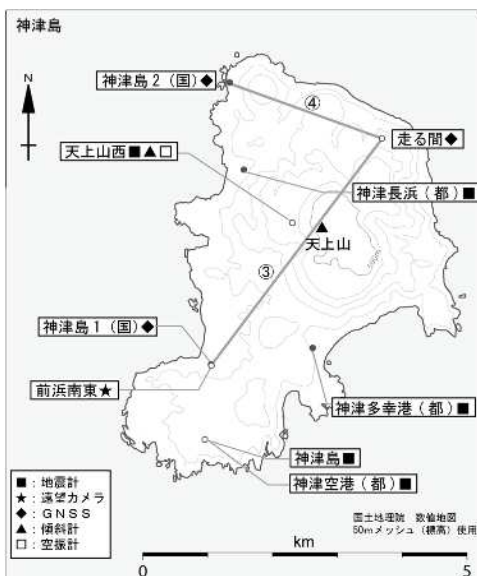 神津島
N
神津島2（国）◆
④
走る間◆
天上山西■▲□
神津長浜（都）■
天上山
③
神津島1（国）◆
前浜南東★
神津多幸港（都）■
神津島■
神津空港（都）■
■：地震計
★：遠望カメラ
◆：GNSS
▲：傾斜計
□：空振計
国土地理院 数値地図
50mメッシュ（標高）使用
km
0
5